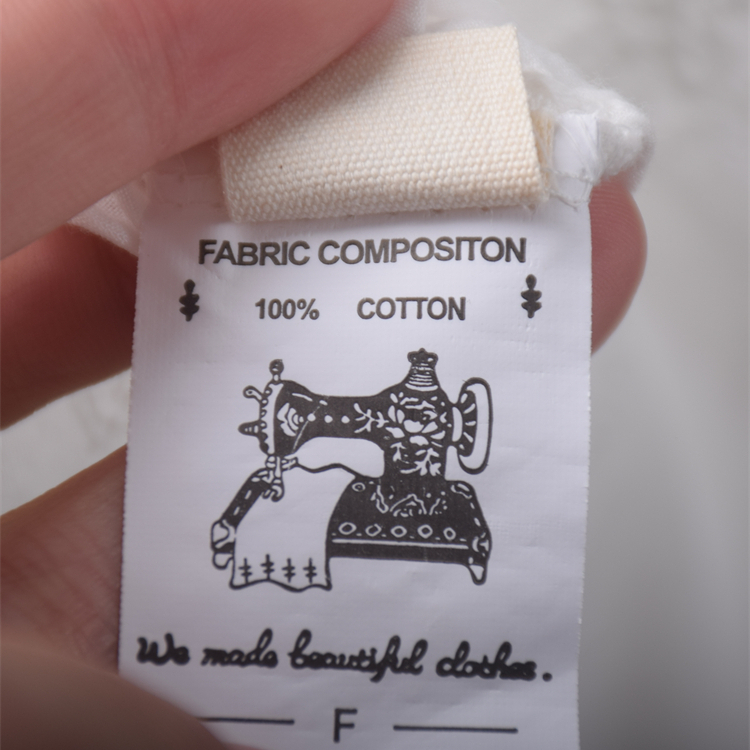 FABRIC COMPOSITON
100% COTTON
We made beautiful clothes.
F